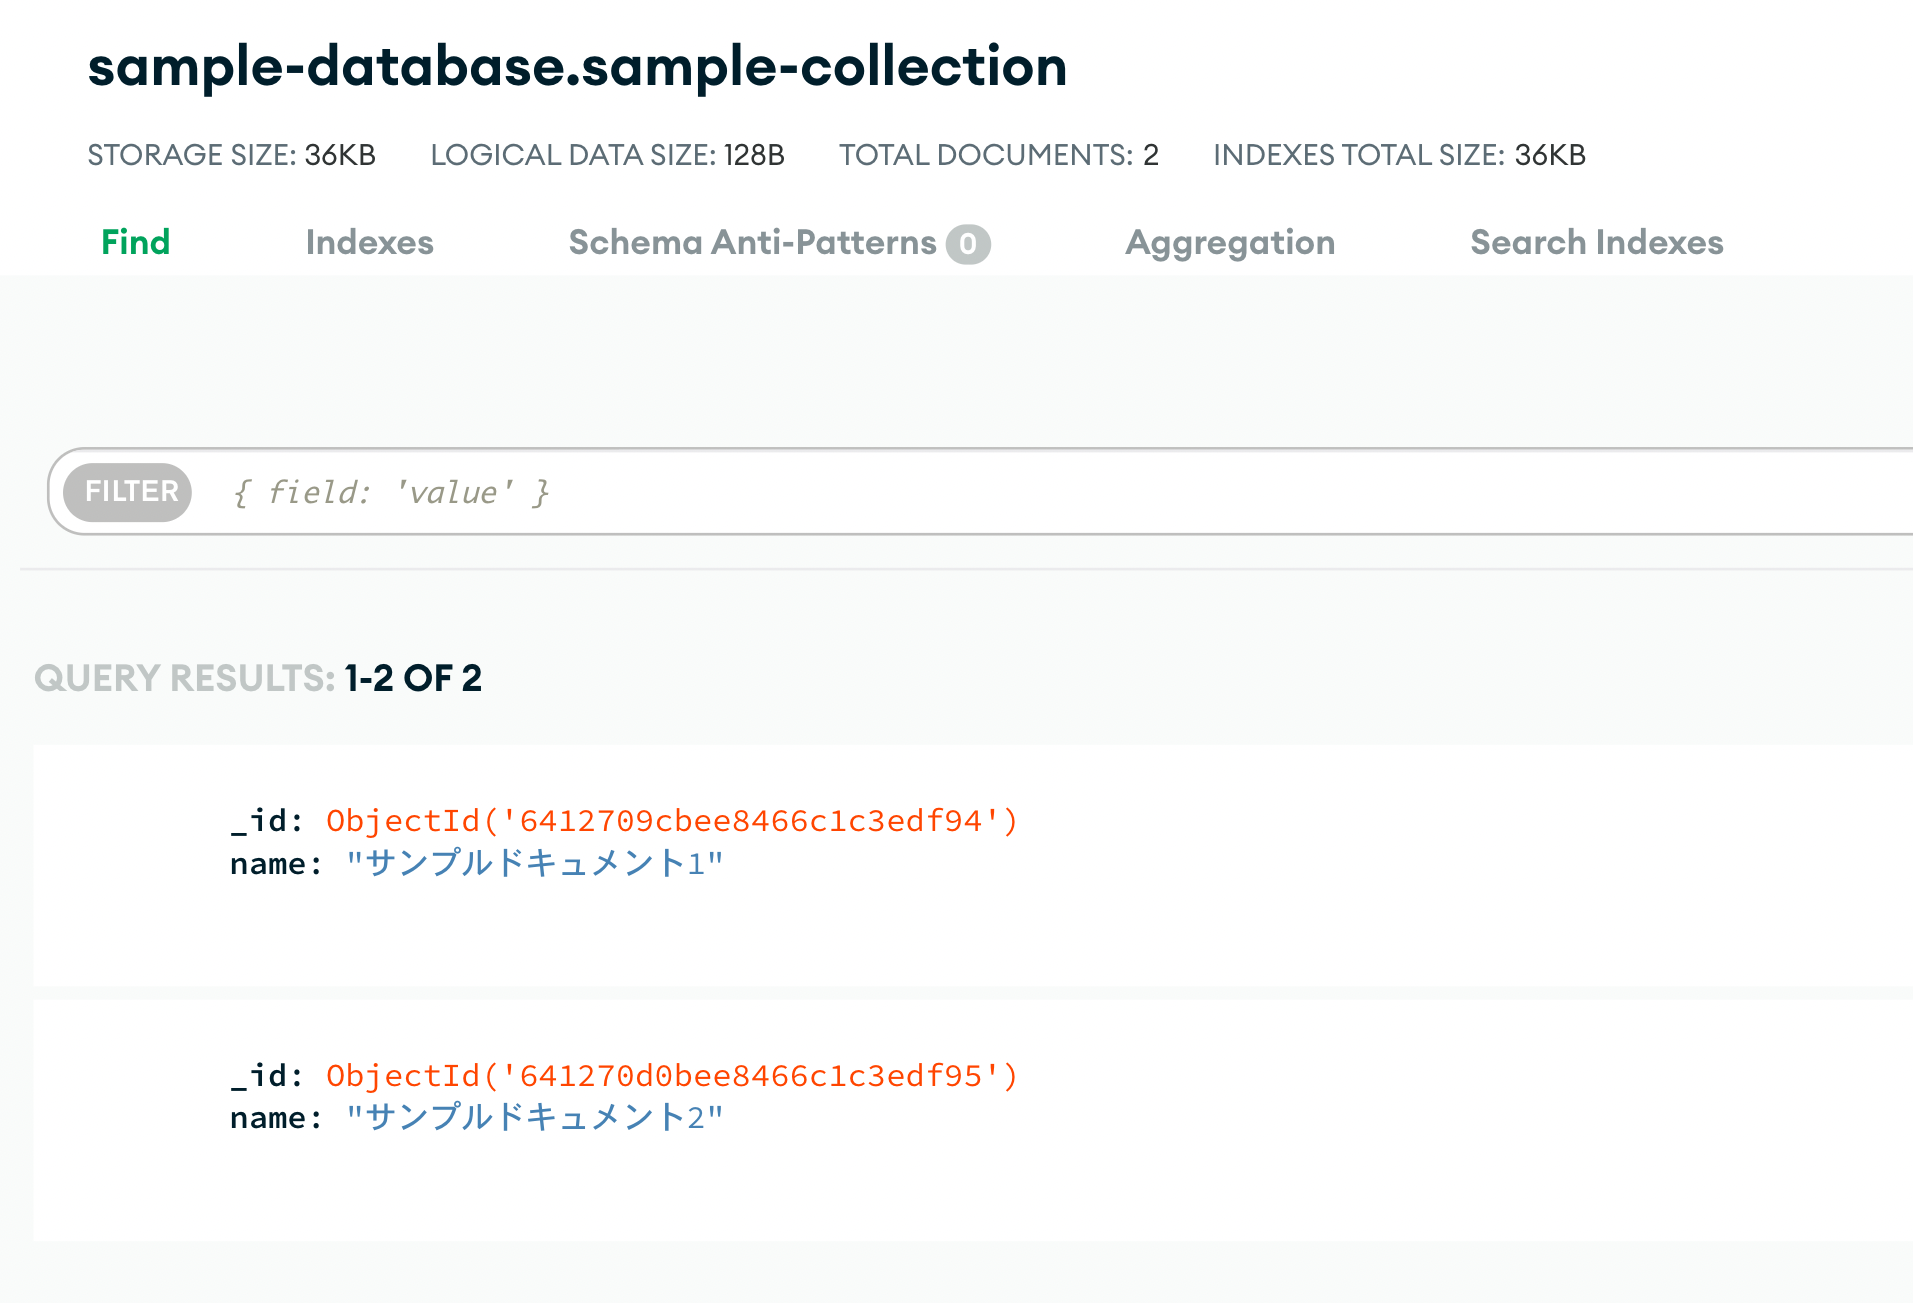 sample-database.sample-collection
STORAGE SIZE: 36KB LOGICAL DATA SIZE: 128B TOTAL DOCUMENTS: 2 INDEXES TOTAL SIZE: 36KB
Find Indexes Schema Anti-Patterns 0 Aggregation Search Indexes
FILTER { field: 'value' }
QUERY RESULTS: 1-2 OF 2
_id: ObjectId('6412709cbee8466c1c3edf94')
name: "サンプルドキュメント1"
_id: ObjectId('641270d0bee8466c1c3edf95')
name: "サンプルドキュメント2"